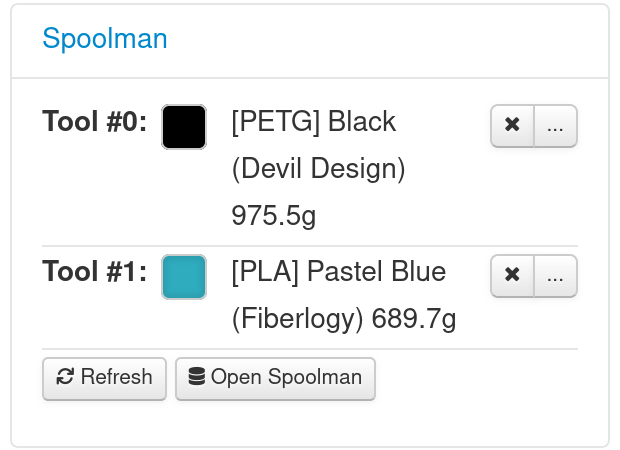 Spoolman
Tool #0: [PETG] Black ✖ ...
(Devil Design)
975.5g
Tool #1: [PLA] Pastel Blue ✖ ...
(Fiberlogy) 689.7g
Refresh Open Spoolman